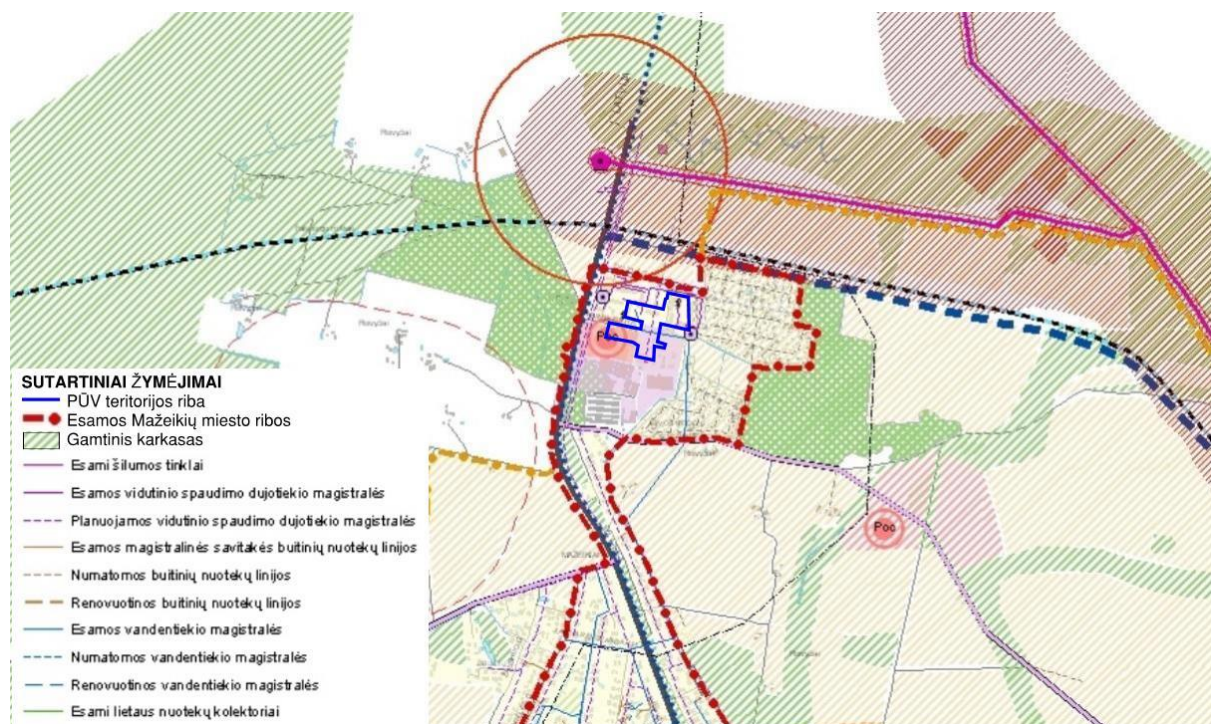 SUTARTINIAI ŽYMĖJIMAI
PŪV teritorijos riba
Esamos Mažeikių miesto ribos
Gamtinis karkasas
Esami šilumos tinklai
Esamos vidutinio spaudimo dujotiekio magistralės
Planuojamos vidutinio spaudimo dujotiekio magistralės
Esamos magistralinės savitakės buitinių nuotekų linijos
Numatomos buitinių nuotekų linijos
Renovuotinos buitinių nuotekų linijos
Esamos vandentiekio magistralės
Numatomos vandentiekio magistralės
Renovuotinos vandentiekio magistralės
Esami lietaus nuotekų kolektoriai
Poo